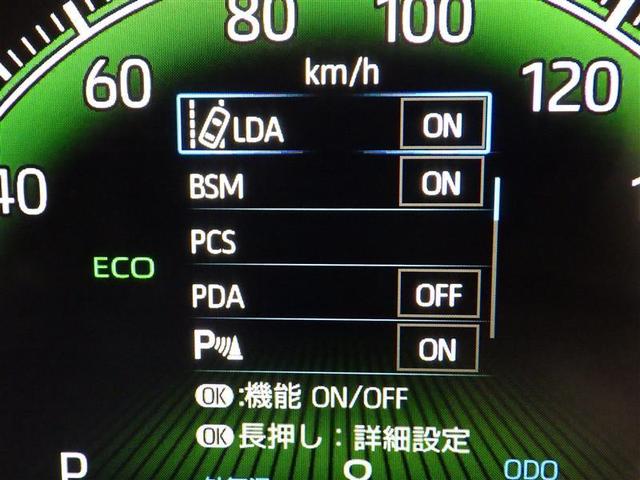 80 100
km/h
60 120
LDA ON
40
BSM ON
PCS
ECO
PDA OFF
P ON
OK:機能 ON/OFF
OK長押し：詳細設定
P
ODO